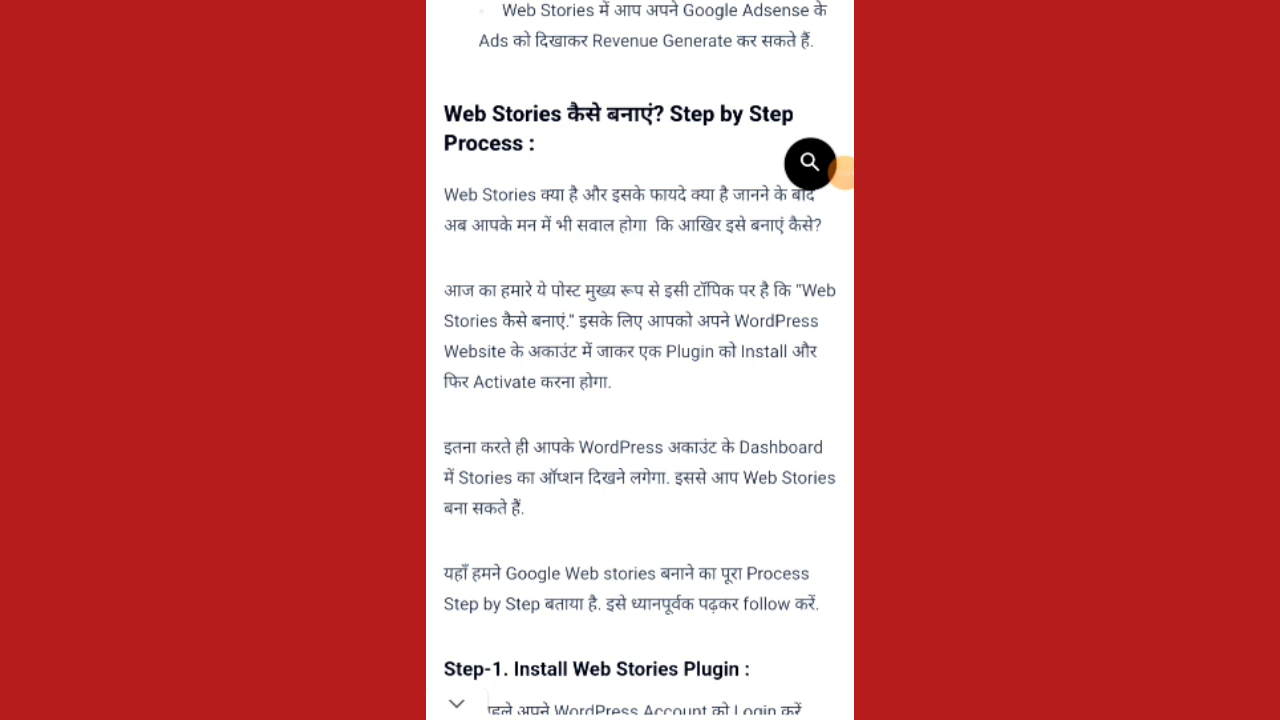 Web Stories में आप अपने Google Adsense के
Ads को दिखाकर Revenue Generate कर सकते हैं.
Web Stories कैसे बनाएं? Step by Step
Process :
Web Stories क्या है और इसके फायदे क्या है जानने के बाद
अब आपके मन में भी सवाल होगा कि आखिर इसे बनाएं कैसे?
आज का हमारे ये पोस्ट मुख्य रूप से इसी टॉपिक पर है कि "Web
Stories कैसे बनाएं." इसके लिए आपको अपने WordPress
Website के अकाउंट में जाकर एक Plugin को Install और
फिर Activate करना होगा.
इतना करते ही आपके WordPress अकाउंट के Dashboard
में Stories का ऑप्शन दिखने लगेगा. इससे आप Web Stories
बना सकते हैं.
यहाँ हमने Google Web stories बनाने का पूरा Process
Step by Step बताया है. इसे ध्यानपूर्वक पढ़कर follow करें.
Step-1. Install Web Stories Plugin :
अपने WordPress Account को Login करें